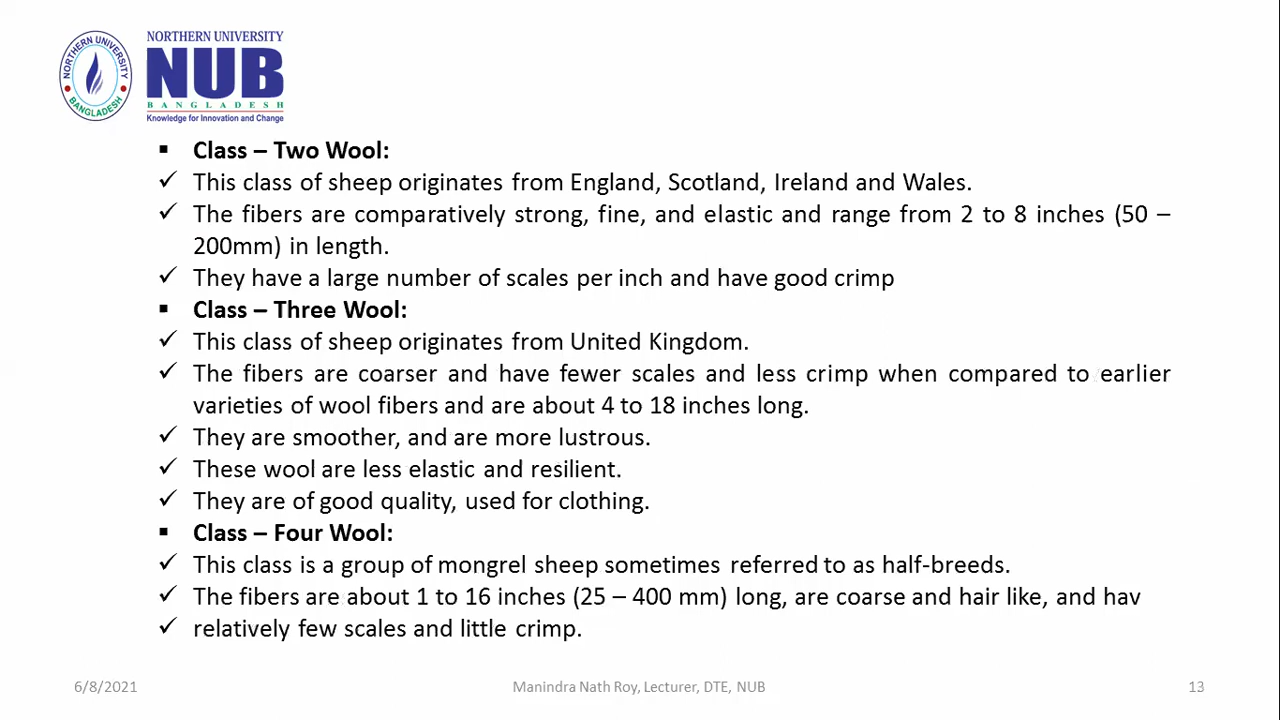 NORTHERN UNIVERSITY
NUB
BANGLADESH
Knowledge for Innovation and Change
NORTHERN UNIVERSITY
BANGLADESH
Class – Two Wool:
This class of sheep originates from England, Scotland, Ireland and Wales.
The fibers are comparatively strong, fine, and elastic and range from 2 to 8 inches (50 –
200mm) in length.
They have a large number of scales per inch and have good crimp
Class – Three Wool:
This class of sheep originates from United Kingdom.
The fibers are coarser and have fewer scales and less crimp when compared to earlier
varieties of wool fibers and are about 4 to 18 inches long.
They are smoother, and are more lustrous.
These wool are less elastic and resilient.
They are of good quality, used for clothing.
Class – Four Wool:
This class is a group of mongrel sheep sometimes referred to as half-breeds.
The fibers are about 1 to 16 inches (25 – 400 mm) long, are coarse and hair like, and hav
relatively few scales and little crimp.
6/8/2021
Manindra Nath Roy, Lecturer, DTE, NUB
13